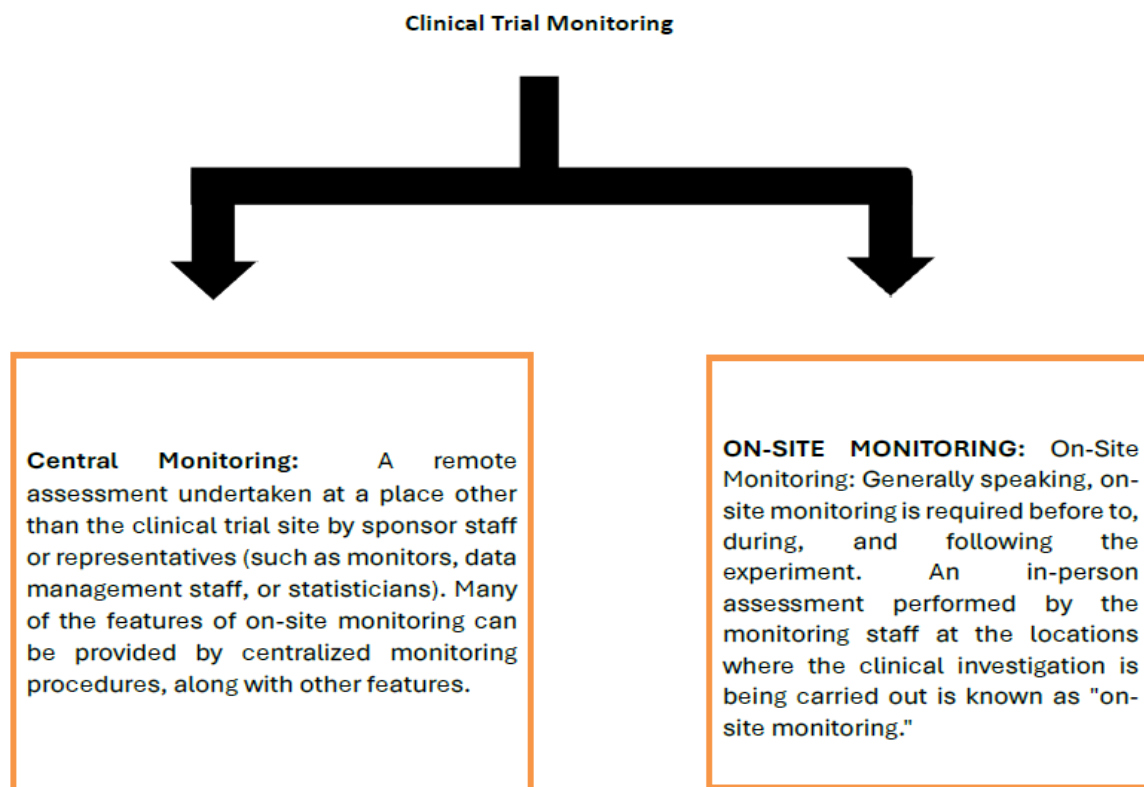 Clinical Trial Monitoring
Central Monitoring: A remote
assessment undertaken at a place other
than the clinical trial site by sponsor staff
or representatives (such as monitors, data
management staff, or statisticians). Many
of the features of on-site monitoring can
be provided by centralized monitoring
procedures, along with other features.
ON-SITE MONITORING: On-Site
Monitoring: Generally speaking, on-
site monitoring is required before to,
during, and following the
experiment. An in-person
assessment performed by the
monitoring staff at the locations
where the clinical investigation is
being carried out is known as "on-
site monitoring."